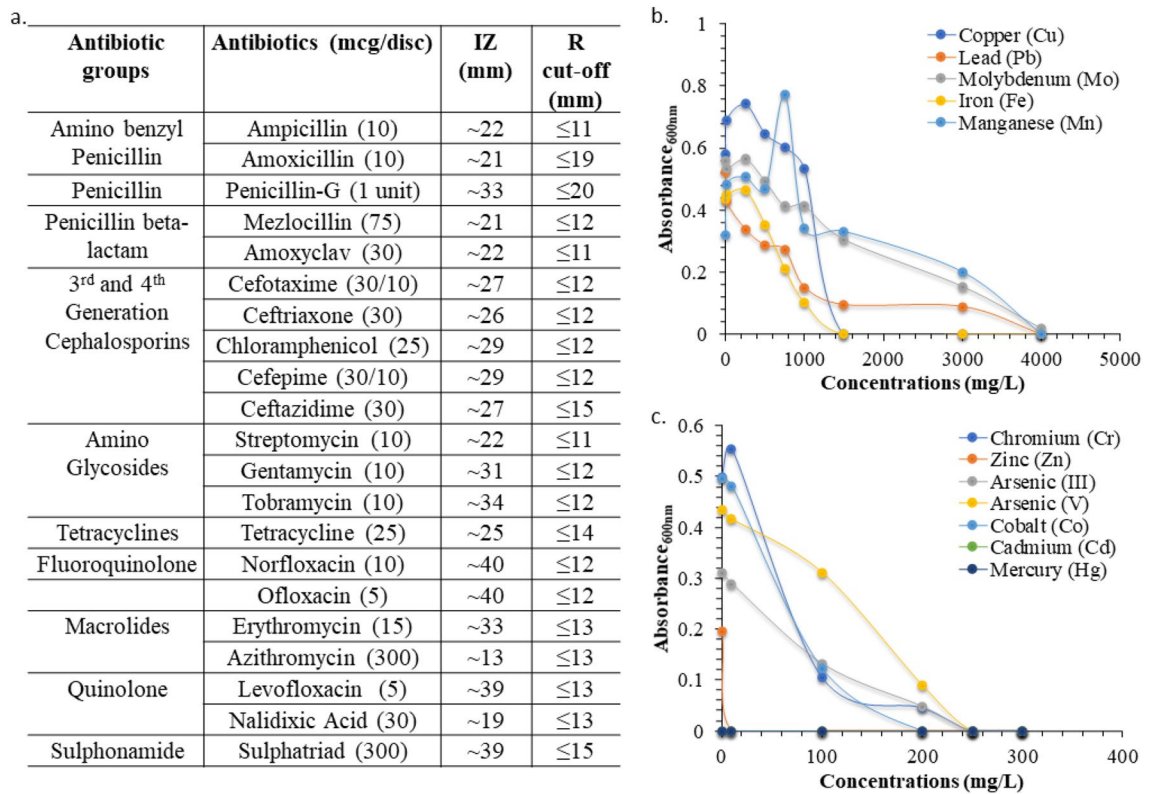 a.
Antibiotic groups | Antibiotics (mcg/disc) | IZ (mm) | R cut-off (mm)
Amino benzyl Penicillin | Ampicillin (10) | ~22 | ≤11
Amoxicillin (10) | ~21 | ≤19
Penicillin | Penicillin-G (1 unit) | ~33 | ≤20
Penicillin beta-lactam | Mezlocillin (75) | ~21 | ≤12
Amoxyclav (30) | ~22 | ≤11
3rd and 4th Generation Cephalosporins | Cefotaxime (30/10) | ~27 | ≤12
Ceftriaxone (30) | ~26 | ≤12
Chloramphenicol (25) | ~29 | ≤12
Cefepime (30/10) | ~29 | ≤12
Ceftazidime (30) | ~27 | ≤15
Amino Glycosides | Streptomycin (10) | ~22 | ≤11
Gentamycin (10) | ~31 | ≤12
Tobramycin (10) | ~34 | ≤12
Tetracyclines | Tetracycline (25) | ~25 | ≤14
Fluoroquinolone | Norfloxacin (10) | ~40 | ≤12
Ofloxacin (5) | ~40 | ≤12
Macrolides | Erythromycin (15) | ~33 | ≤13
Azithromycin (300) | ~13 | ≤13
Quinolone | Levofloxacin (5) | ~39 | ≤13
Nalidixic Acid (30) | ~19 | ≤13
Sulphonamide | Sulphatriad (300) | ~39 | ≤15
b.
Absorbance600nm
1
0.8
0.6
0.4
0.2
0
0 1000 2000 3000 4000 5000
Concentrations (mg/L)
Copper (Cu)
Lead (Pb)
Molybdenum (Mo)
Iron (Fe)
Manganese (Mn)
c.
Absorbance600nm
0.6
0.5
0.4
0.3
0.2
0.1
0
0 100 200 300 400
Concentrations (mg/L)
Chromium (Cr)
Zinc (Zn)
Arsenic (III)
Arsenic (V)
Cobalt (Co)
Cadmium (Cd)
Mercury (Hg)